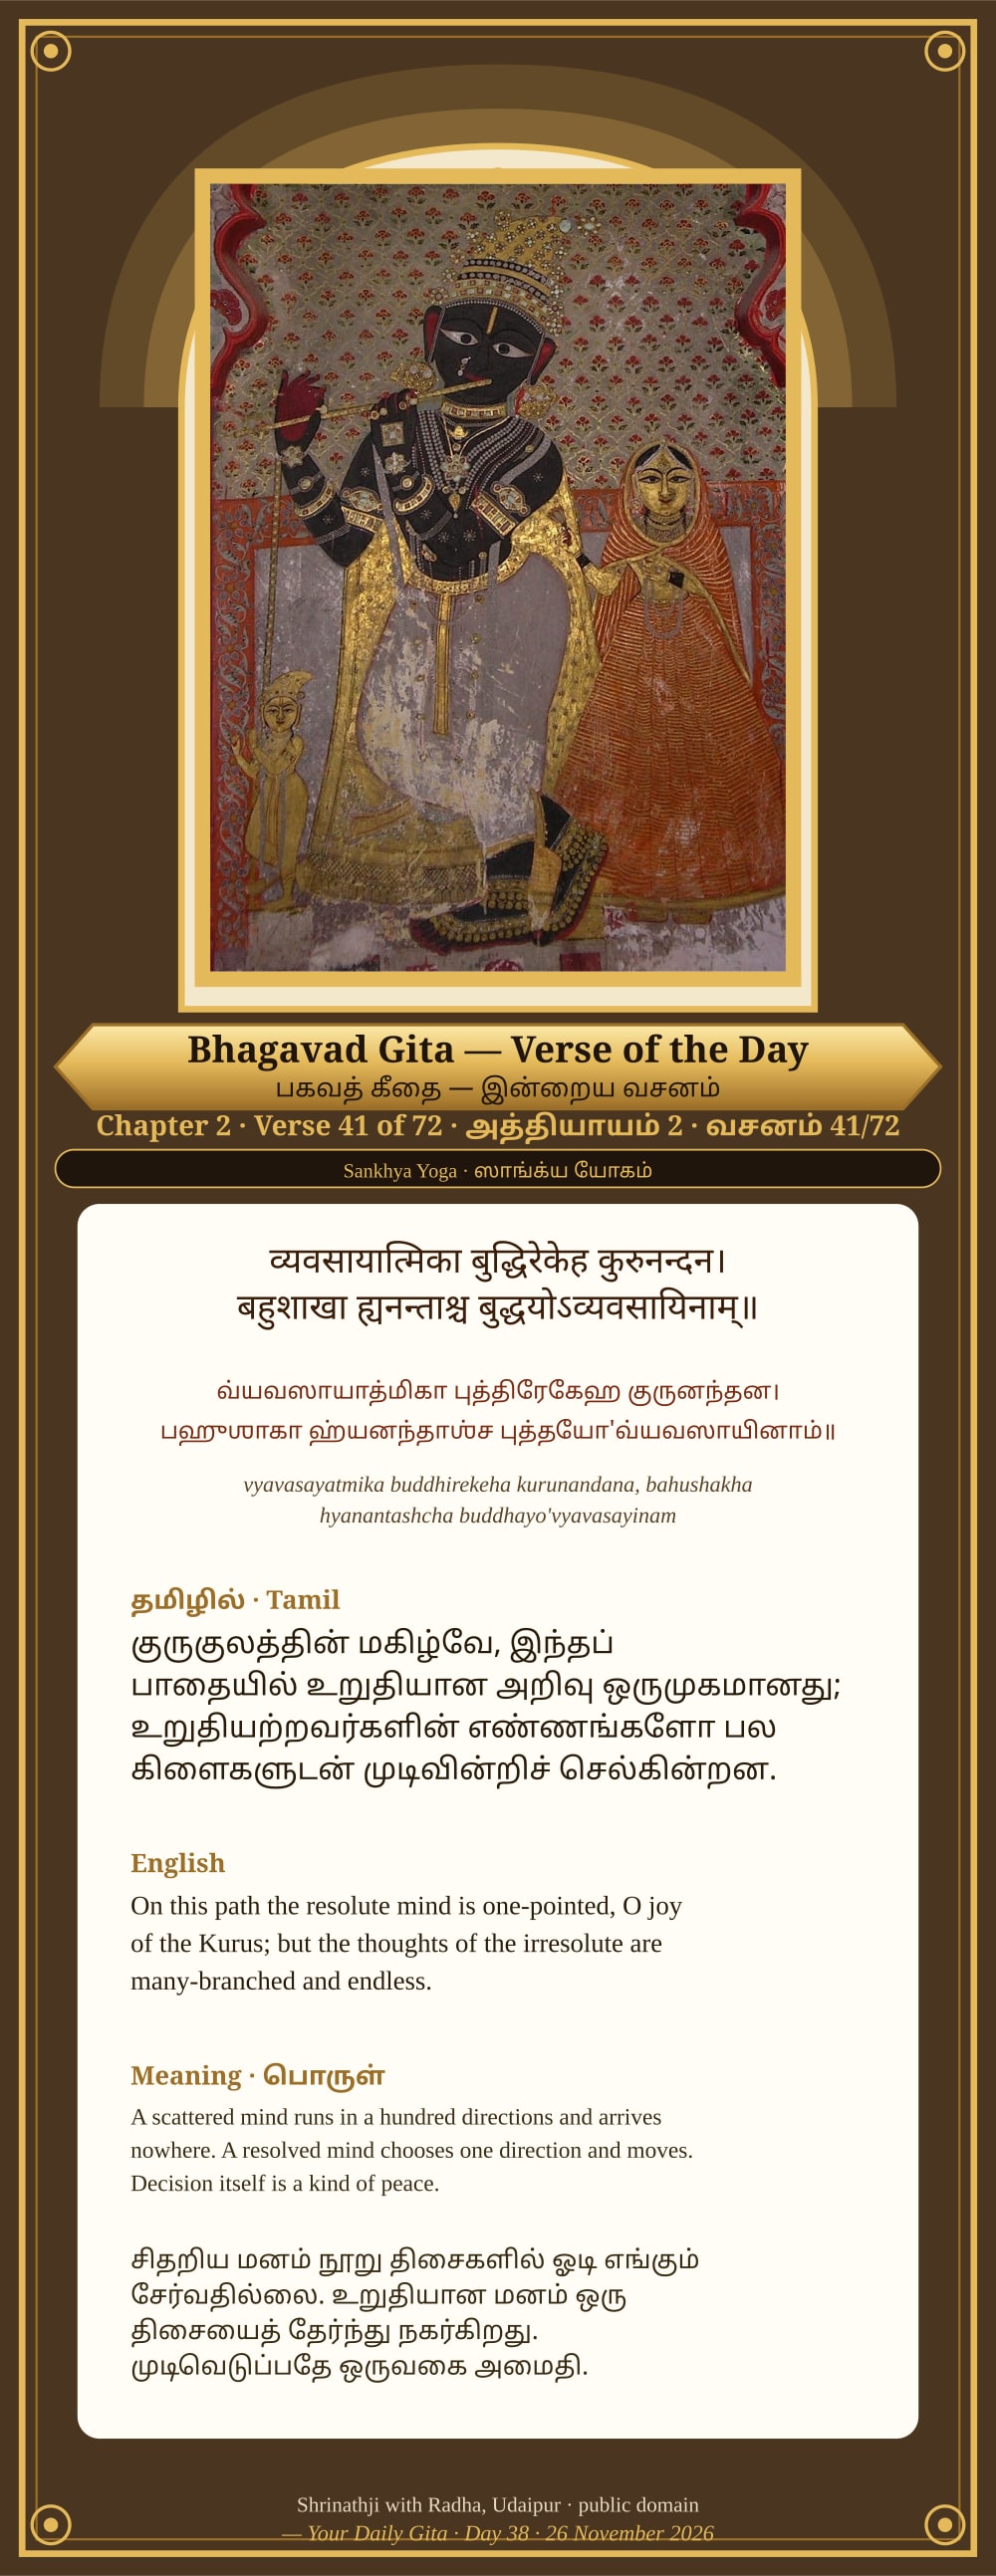 Bhagavad Gita — Verse of the Day
பகவத் கீதை — இன்றைய வசனம்
Chapter 2 · Verse 41 of 72 · அத்தியாயம் 2 · வசனம் 41/72
Sankhya Yoga · ஸாங்க்ய யோகம்
व्यवसायात्मिका बुद्धिरेकेह कुरुनन्दन।
बहुशाखा ह्यनन्ताश्च बुद्धयोऽव्यवसायिनाम्॥
வ்யவஸாயாத்மிகா புத்திரேகேஹ குருனந்தன।
பஹுஶாகா ஹ்யனந்தாஶ்ச புத்தயோ'வ்யவஸாயினாம்॥
vyavasayatmika buddhirekeha kurunandana, bahushakha
hyanantashcha buddhayo'vyavasayinam
தமிழில் · Tamil
குருகுலத்தின் மகிழ்வே, இந்தப்
பாதையில் உறுதியான அறிவு ஒருமுகமானது;
உறுதியற்றவர்களின் எண்ணங்களோ பல
கிளைகளுடன் முடிவின்றிச் செல்கின்றன.
English
On this path the resolute mind is one-pointed, O joy
of the Kurus; but the thoughts of the irresolute are
many-branched and endless.
Meaning · பொருள்
A scattered mind runs in a hundred directions and arrives
nowhere. A resolved mind chooses one direction and moves.
Decision itself is a kind of peace.
சிதறிய மனம் நூறு திசைகளில் ஓடி எங்கும்
சேர்வதில்லை. உறுதியான மனம் ஒரு
திசையைத் தேர்ந்து நகர்கிறது.
முடிவெடுப்பதே ஒருவகை அமைதி.
Shrinathji with Radha, Udaipur · public domain
— Your Daily Gita · Day 38 · 26 November 2026